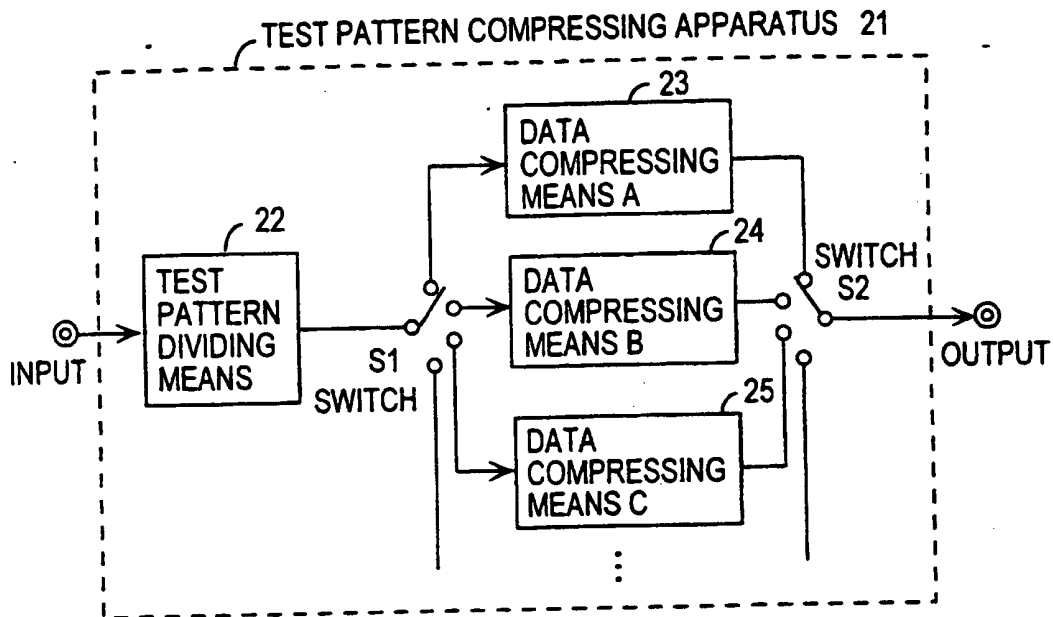 TEST PATTERN COMPRESSING APPARATUS 21
23
DATA
COMPRESSING
MEANS A
22
TEST
PATTERN
DIVIDING
MEANS
24
DATA
COMPRESSING
MEANS B
SWITCH
S2
INPUT
S1
SWITCH
OUTPUT
25
DATA
COMPRESSING
MEANS C